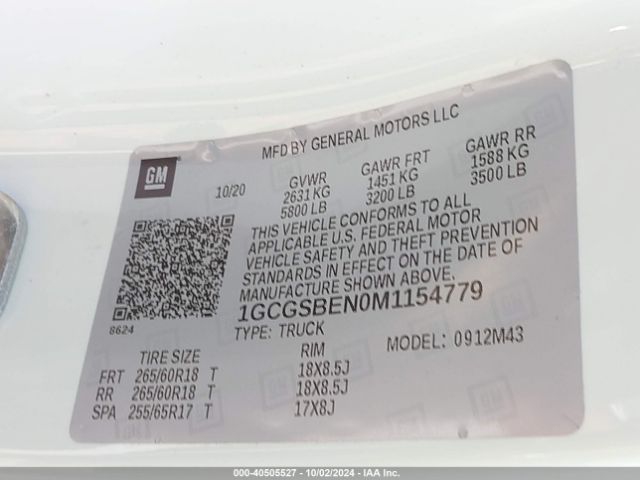 MFD BY GENERAL MOTORS LLC
GM
10/20
GVWR GAWR FRT GAWR RR
2631 KG 1451 KG 1588 KG
5800 LB 3200 LB 3500 LB
THIS VEHICLE CONFORMS TO ALL
APPLICABLE U.S. FEDERAL MOTOR
VEHICLE SAFETY AND THEFT PREVENTION
STANDARDS IN EFFECT ON THE DATE OF
MANUFACTURE SHOWN ABOVE.
8624
1GCGSBEN0M1154779
TYPE: TRUCK MODEL: 0912M43
TIRE SIZE RIM
FRT 265/60R18 T 18X8.5J
RR 265/60R18 T 18X8.5J
SPA 255/65R17 T 17X8J
000-40505527 - 10/02/2024 - IAA Inc.